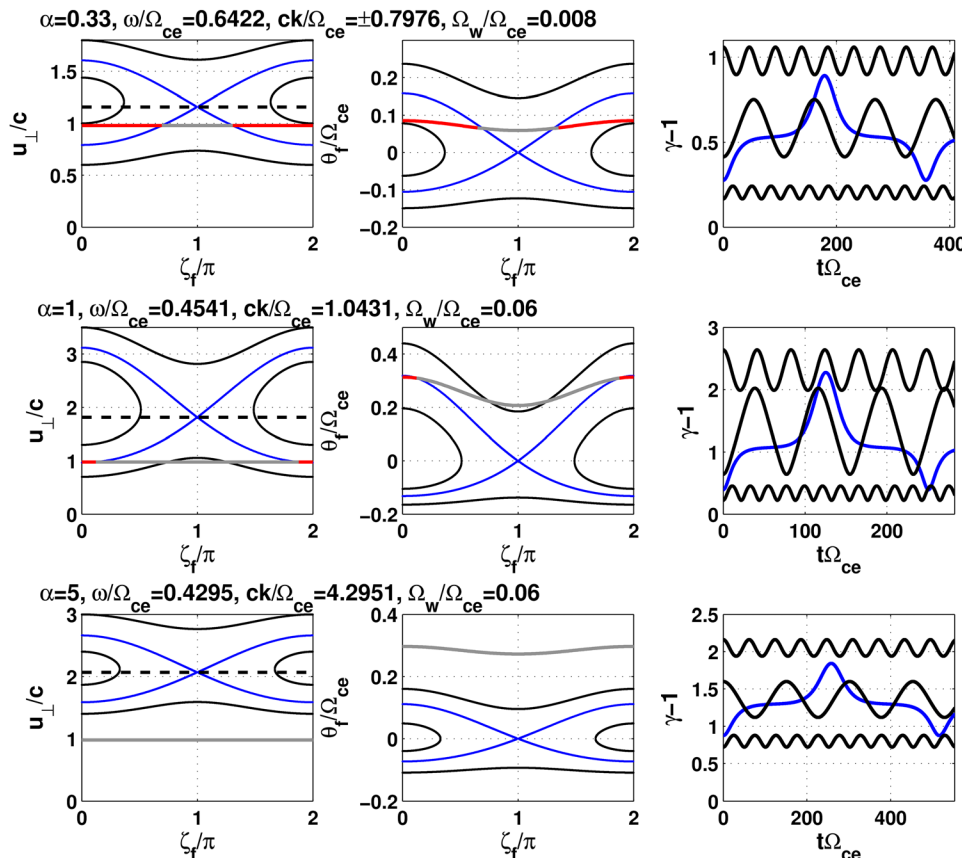 α=0.33, ω/Ω_ce=0.6422, ck/Ω_ce=±0.7976, Ω_w/Ω_ce=0.008
u_⊥/c
1.5
1
0.5
0
0 1 2
ζ_f/π
θ_f/Ω_ce
0.2
0.1
0
−0.1
−0.2
0 1 2
ζ_f/π
γ−1
1
0.5
0
0 200 400
tΩ_ce
α=1, ω/Ω_ce=0.4541, ck/Ω_ce=1.0431, Ω_w/Ω_ce=0.06
u_⊥/c
3
2
1
0
0 1 2
ζ_f/π
θ_f/Ω_ce
0.4
0.2
0
−0.2
0 1 2
ζ_f/π
γ−1
3
2
1
0
0 100 200
tΩ_ce
α=5, ω/Ω_ce=0.4295, ck/Ω_ce=4.2951, Ω_w/Ω_ce=0.06
u_⊥/c
3
2
1
0
0 1 2
ζ_f/π
θ_f/Ω_ce
0.4
0.2
0
−0.2
0 1 2
ζ_f/π
γ−1
2.5
2
1.5
1
0.5
0
0 200 400
tΩ_ce